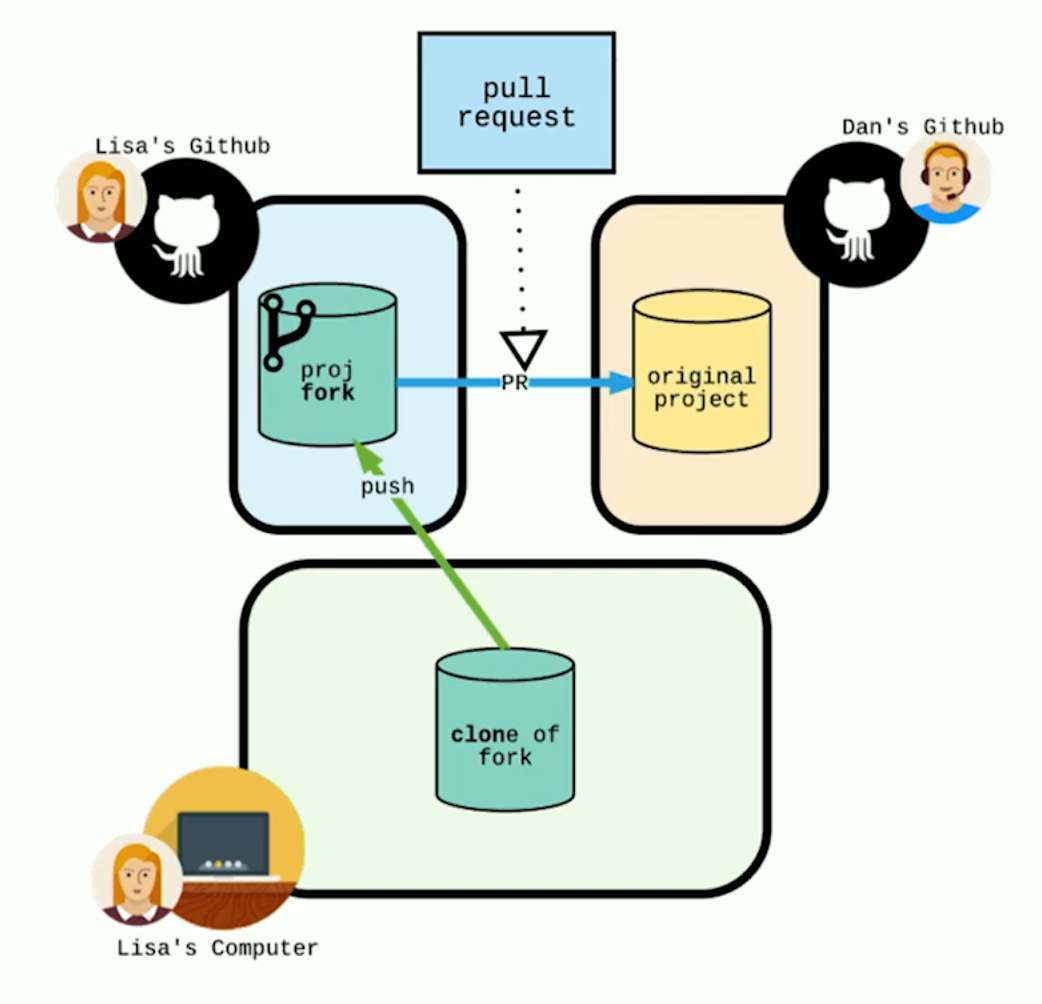 pull
request
Lisa's Github
Dan's Github
proj
fork
PR
original
project
push
clone of
fork
Lisa's Computer